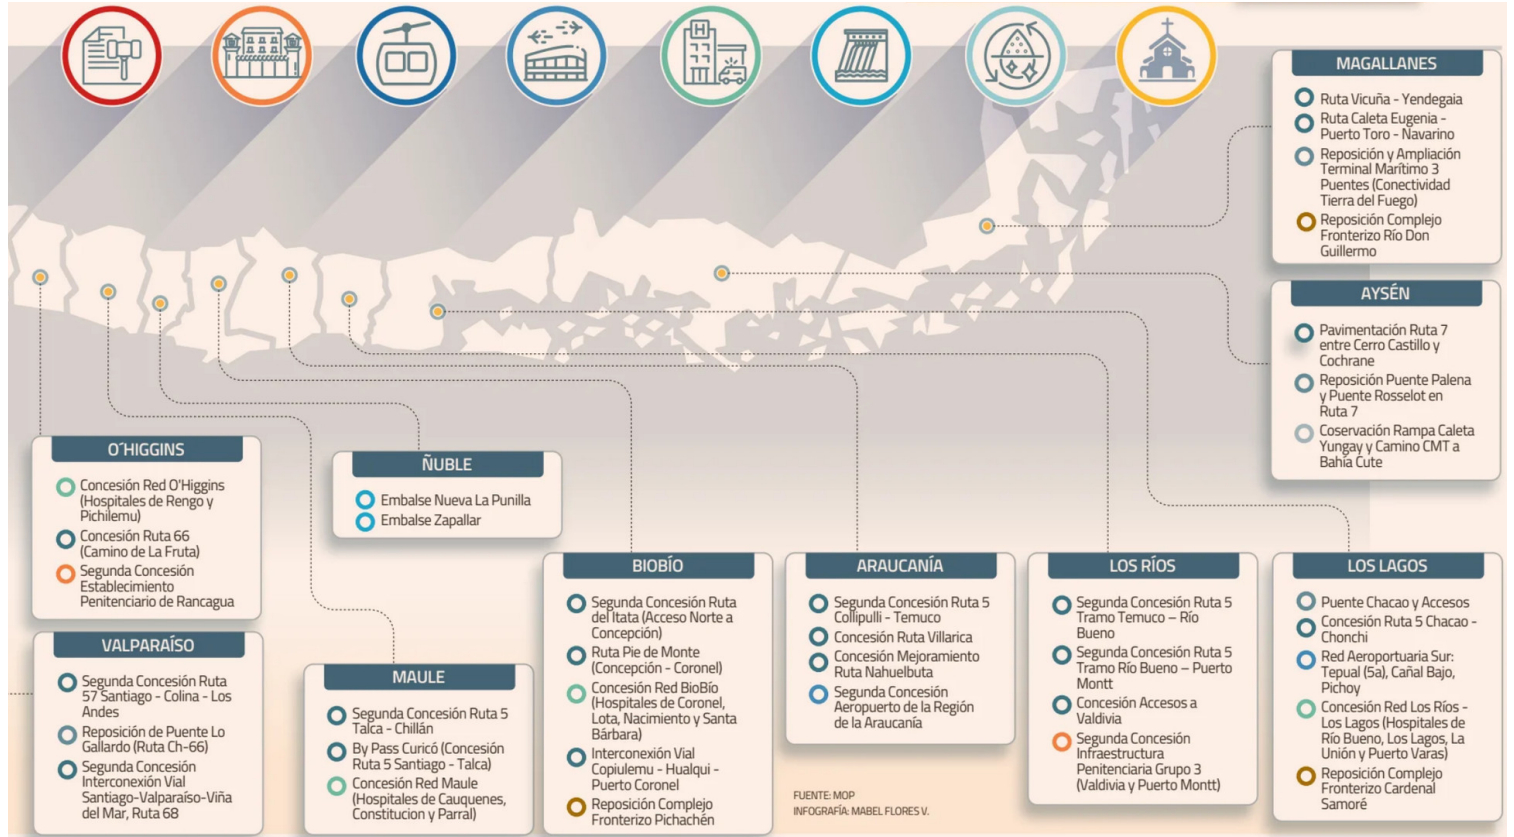 MAGALLANES
Ruta Vicuña - Yendegaia
Ruta Caleta Eugenia -
Puerto Toro - Navarino
Reposición y Ampliación
Terminal Marítimo 3
Puentes (Conectividad
Tierra del Fuego)
Reposición Complejo
Fronterizo Río Don
Guillermo
AYSÉN
Pavimentación Ruta 7
entre Cerro Castillo y
Cochrane
Reposición Puente Palena
y Puente Rosselot en
Ruta 7
Coservación Rampa Caleta
Yungay y Camino CMT a
Bahía Cute
O´HIGGINS
Concesión Red O'Higgins
(Hospitales de Rengo y
Pichilemu)
Concesión Ruta 66
(Camino de La Fruta)
Segunda Concesión
Establecimiento
Penitenciario de Rancagua
VALPARAÍSO
Segunda Concesión Ruta
57 Santiago - Colina - Los
Andes
Reposición de Puente Lo
Gallardo (Ruta Ch-66)
Segunda Concesión
Interconexión Vial
Santiago-Valparaíso-Viña
del Mar, Ruta 68
ÑUBLE
Embalse Nueva La Punilla
Embalse Zapallar
MAULE
Segunda Concesión Ruta 5
Talca - Chillán
By Pass Curicó (Concesión
Ruta 5 Santiago - Talca)
Concesión Red Maule
(Hospitales de Cauquenes,
Constitucion y Parral)
BIOBÍO
Segunda Concesión Ruta
del Itata (Acceso Norte a
Concepción)
Ruta Pie de Monte
(Concepción - Coronel)
Concesión Red BioBío
(Hospitales de Coronel,
Lota, Nacimiento y Santa
Bárbara)
Interconexión Vial
Copiulemu - Hualqui -
Puerto Coronel
Reposición Complejo
Fronterizo Pichachén
ARAUCANÍA
Segunda Concesión Ruta 5
Collipulli - Temuco
Concesión Ruta Villarica
Concesión Mejoramiento
Ruta Nahuelbuta
Segunda Concesión
Aeropuerto de la Región
de la Araucanía
FUENTE: MOP
INFOGRAFÍA: MABEL FLORES V.
LOS RÍOS
Segunda Concesión Ruta 5
Tramo Temuco – Río
Bueno
Segunda Concesión Ruta 5
Tramo Río Bueno – Puerto
Montt
Concesión Accesos a
Valdivia
Segunda Concesión
Infraestructura
Penitenciaria Grupo 3
(Valdivia y Puerto Montt)
LOS LAGOS
Puente Chacao y Accesos
Concesión Ruta 5 Chacao -
Chonchi
Red Aeroportuaria Sur:
Tepual (5a), Cañal Bajo,
Pichoy
Concesión Red Los Ríos -
Los Lagos (Hospitales de
Río Bueno, Los Lagos, La
Unión y Puerto Varas)
Reposición Complejo
Fronterizo Cardenal
Samoré
H